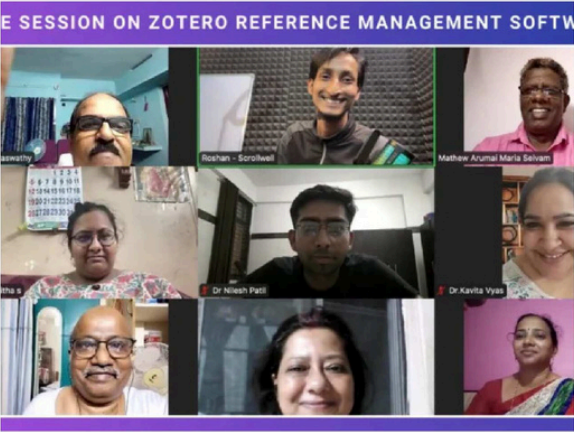 E SESSION ON ZOTERO REFERENCE MANAGEMENT SOFTW
aswathy
Roshan - Scrollwell
Mathew Arumai Maria Selvam
itha s
Dr Nilesh Patil
Dr.Kavita Vyas